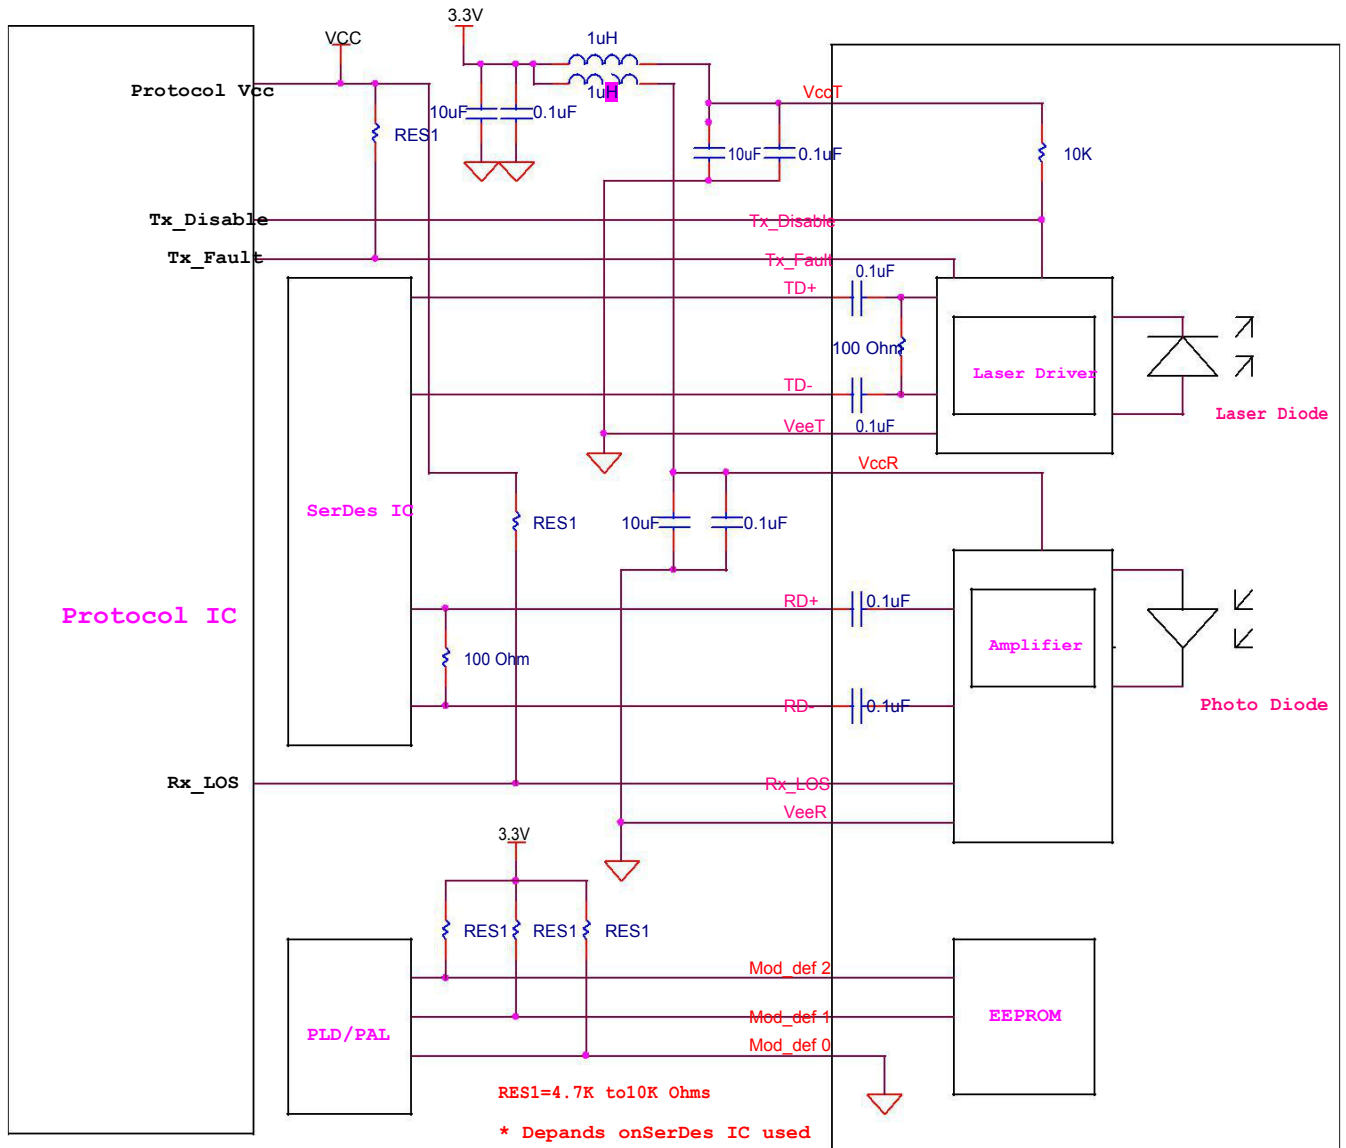 3.3V
VCC
1uH
Protocol Vcc
1uH
VccT
10uF
0.1uF
RES1
10uF
0.1uF
10K
Tx_Disable
Tx_Disable
Tx_Fault
Tx_Fault
0.1uF
TD+
100 Ohm
Laser Driver
TD-
Laser Diode
VeeT
0.1uF
VccR
SerDes IC
RES1
10uF
0.1uF
RD+
0.1uF
Protocol IC
100 Ohm
Amplifier
RD-
0.1uF
Photo Diode
Rx_LOS
Rx_LOS
VeeR
3.3V
RES1
RES1
RES1
Mod_def 2
Mod_def 1
EEPROM
PLD/PAL
Mod_def 0
RES1=4.7K to10K Ohms
* Depands onSerDes IC used